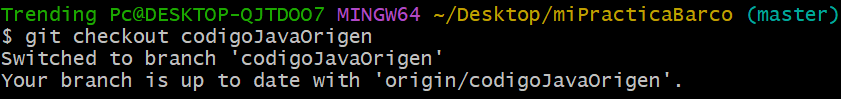 Trending Pc@DESKTOP-QJTDOO7 MINGW64 ~/Desktop/miPracticaBarco (master)
$ git checkout codigoJavaOrigen
Switched to branch 'codigoJavaOrigen'
Your branch is up to date with 'origin/codigoJavaOrigen'.